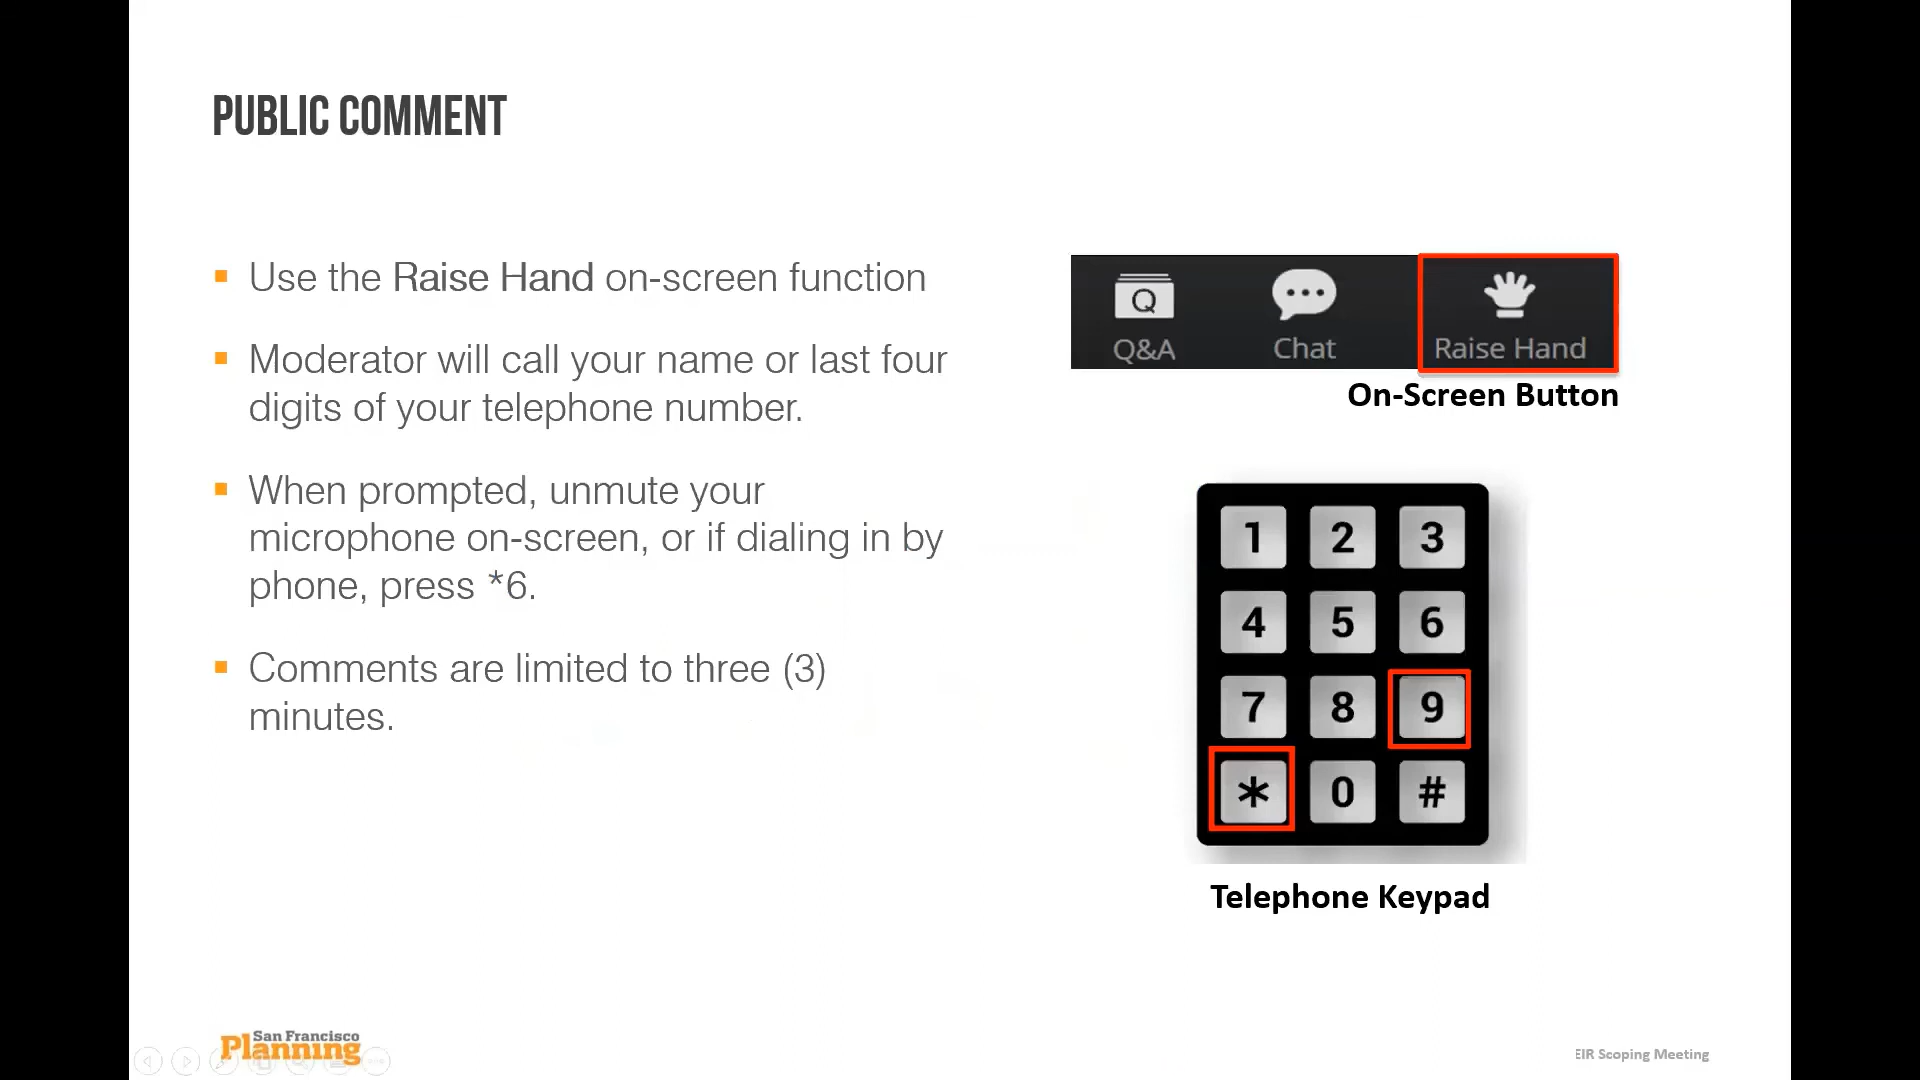 PUBLIC COMMENT
Use the Raise Hand on-screen function
Moderator will call your name or last four
digits of your telephone number.
When prompted, unmute your
microphone on-screen, or if dialing in by
phone, press *6.
Comments are limited to three (3)
minutes.
Q
Q&A
Chat
Raise Hand
On-Screen Button
1 2 3
4 5 6
7 8 9
* 0 #
Telephone Keypad
San Francisco
Planning
EIR Scoping Meeting